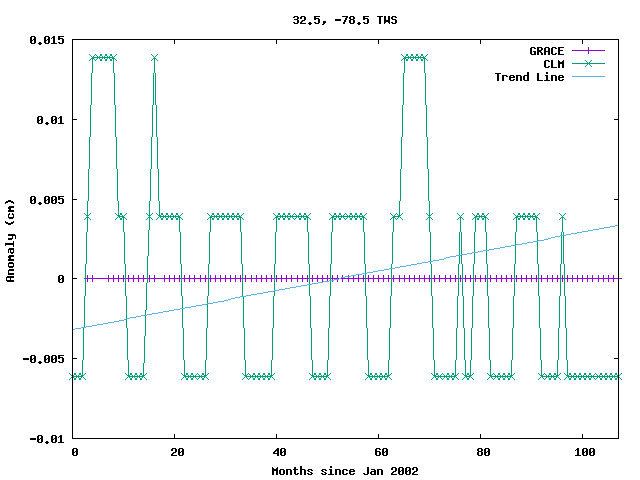 32.5, -78.5 TWS
GRACE
CLM
Trend Line
0.015
0.01
0.005
0
-0.005
-0.01
Anomaly (cm)
0 20 40 60 80 100
Months since Jan 2002